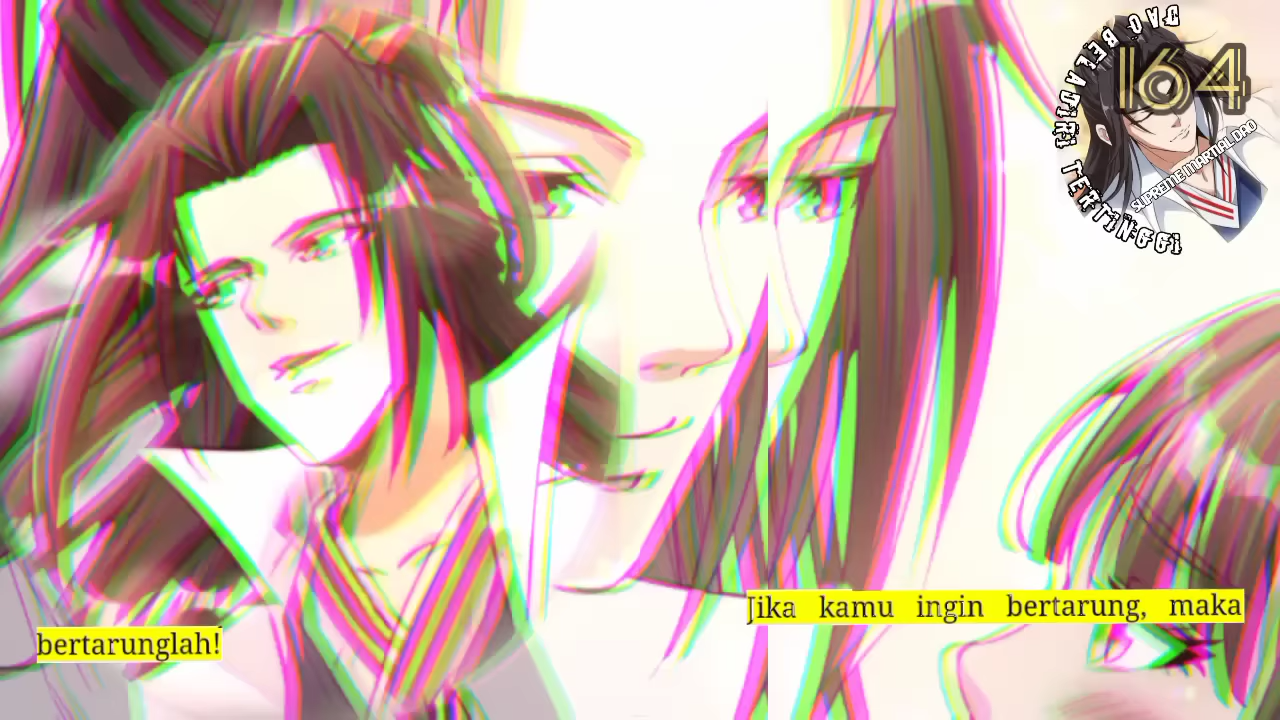 DAO BELADIRI TERTINGGI
164
SUPREME MARTIAL DAO
Jika kamu ingin bertarung, maka
bertarunglah!